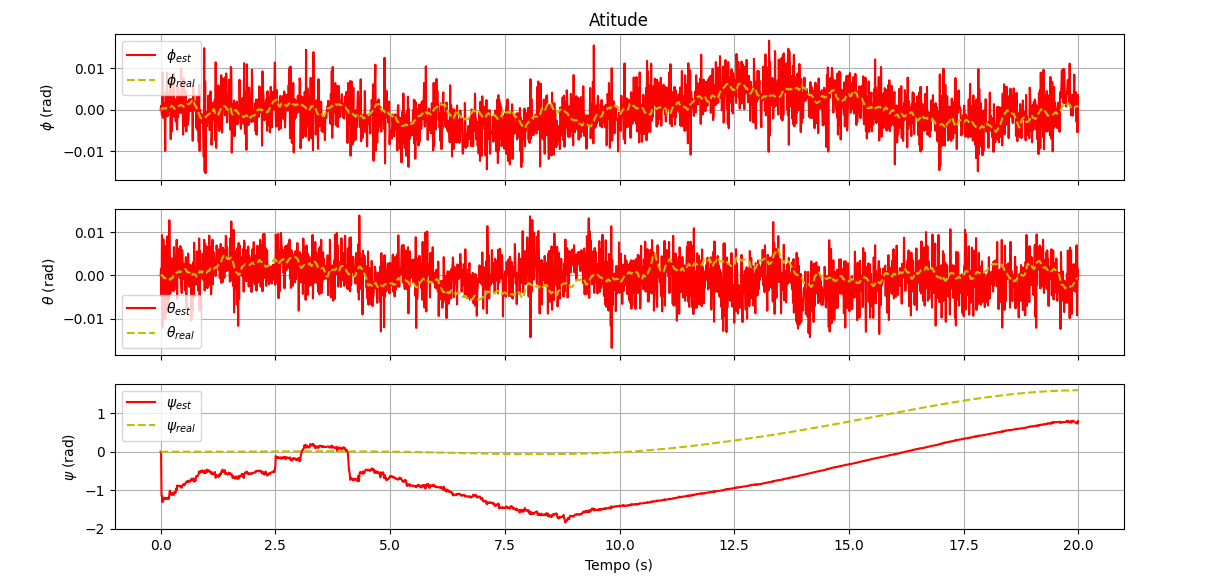 Atitude
ϕ (rad)
0.01
0.00
−0.01
ϕest
ϕreal
θ (rad)
0.01
0.00
−0.01
θest
θreal
ψ (rad)
1
0
−1
−2
ψest
ψreal
0.0 2.5 5.0 7.5 10.0 12.5 15.0 17.5 20.0
Tempo (s)